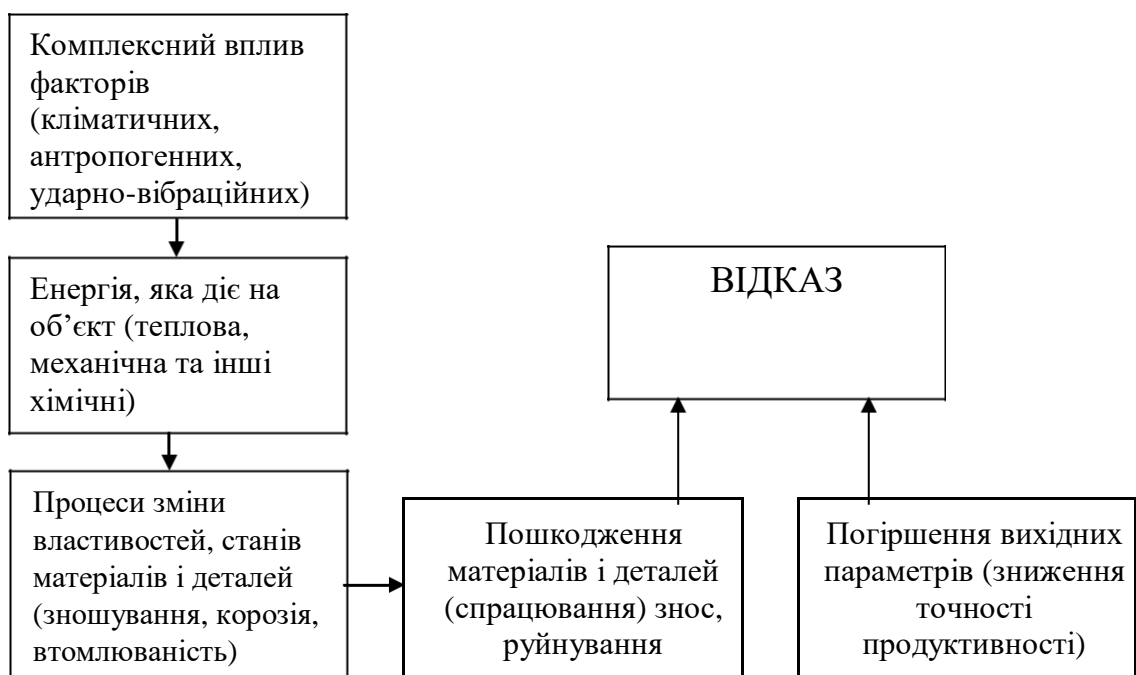 Комплексний вплив
факторів
(кліматичних,
антропогенних,
ударно-вібраційних)
Енергія, яка діє на
об’єкт (теплова,
механічна та інші
хімічні)
ВІДКАЗ
Процеси зміни
властивостей, станів
матеріалів і деталей
(зношування, корозія,
втомлюваність)
Пошкодження
матеріалів і деталей
(спрацювання) знос,
руйнування
Погіршення вихідних
параметрів (зниження
точності
продуктивності)